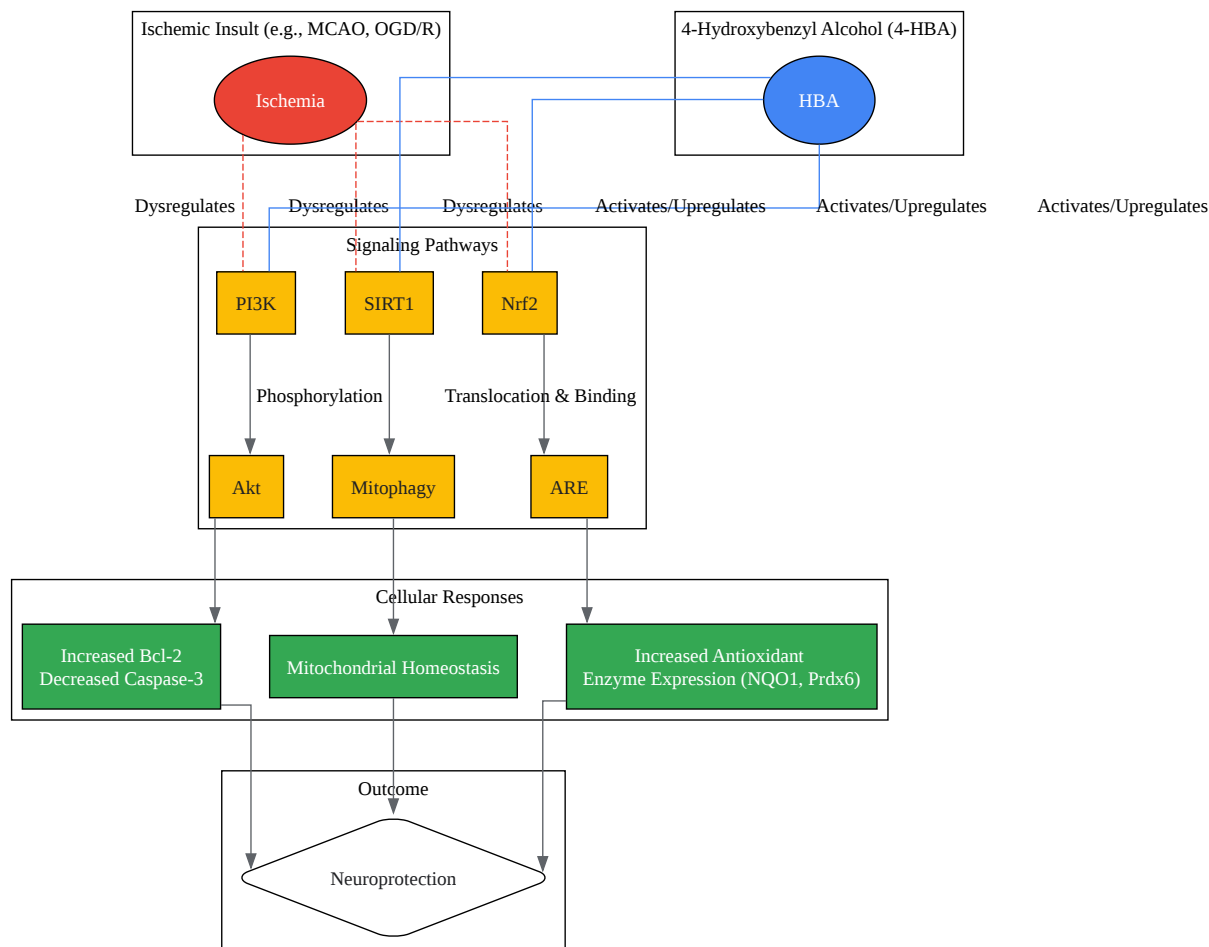 Ischemic Insult (e.g., MCAO, OGD/R)
4-Hydroxybenzyl Alcohol (4-HBA)
Ischemia
HBA
Dysregulates
Dysregulates
Dysregulates
Activates/Upregulates
Activates/Upregulates
Activates/Upregulates
Signaling Pathways
PI3K
SIRT1
Nrf2
Phosphorylation
Translocation & Binding
Akt
Mitophagy
ARE
Cellular Responses
Increased Bcl-2
Decreased Caspase-3
Mitochondrial Homeostasis
Increased Antioxidant
Enzyme Expression (NQO1, Prdx6)
Outcome
Neuroprotection